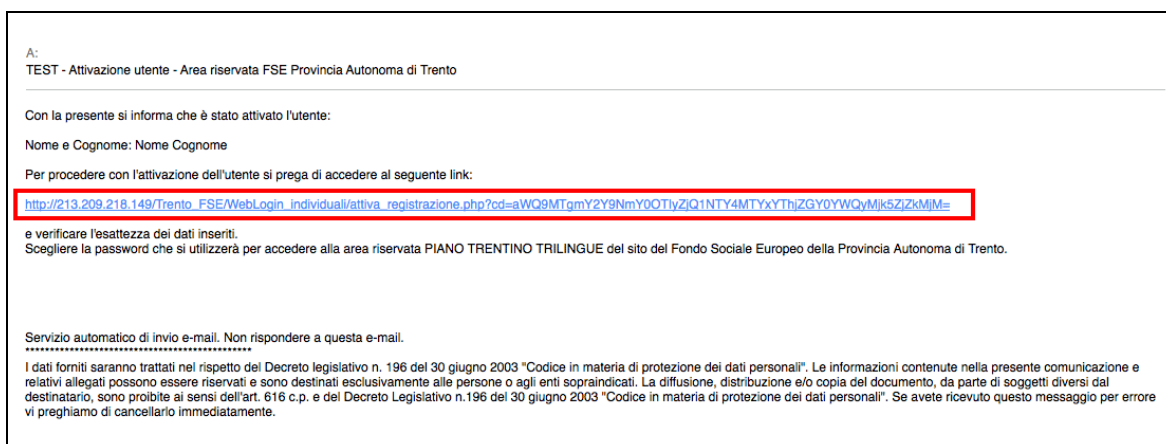 A:
TEST - Attivazione utente - Area riservata FSE Provincia Autonoma di Trento
Con la presente si informa che è stato attivato l'utente:
Nome e Cognome: Nome Cognome
Per procedere con l'attivazione dell'utente si prega di accedere al seguente link:
http://213.209.218.149/Trento_FSE/WebLogin_individuali/attiva_registrazione.php?cd=aWQ9MTgmY2Y9NmY0OTIyZjQ1NTY4MTYxYThjZGY0YWQyMjk5ZjZkMjM=
e verificare l'esattezza dei dati inseriti.
Scegliere la password che si utilizzerà per accedere alla area riservata PIANO TRENTINO TRILINGUE del sito del Fondo Sociale Europeo della Provincia Autonoma di Trento.
Servizio automatico di invio e-mail. Non rispondere a questa e-mail.
**********************************************
I dati forniti saranno trattati nel rispetto del Decreto legislativo n. 196 del 30 giugno 2003 "Codice in materia di protezione dei dati personali". Le informazioni contenute nella presente comunicazione e
relativi allegati possono essere riservati e sono destinati esclusivamente alle persone o agli enti sopraindicati. La diffusione, distribuzione e/o copia del documento, da parte di soggetti diversi dal
destinatario, sono proibite ai sensi dell'art. 616 c.p. e del Decreto Legislativo n.196 del 30 giugno 2003 "Codice in materia di protezione dei dati personali". Se avete ricevuto questo messaggio per errore
vi preghiamo di cancellarlo immediatamente.